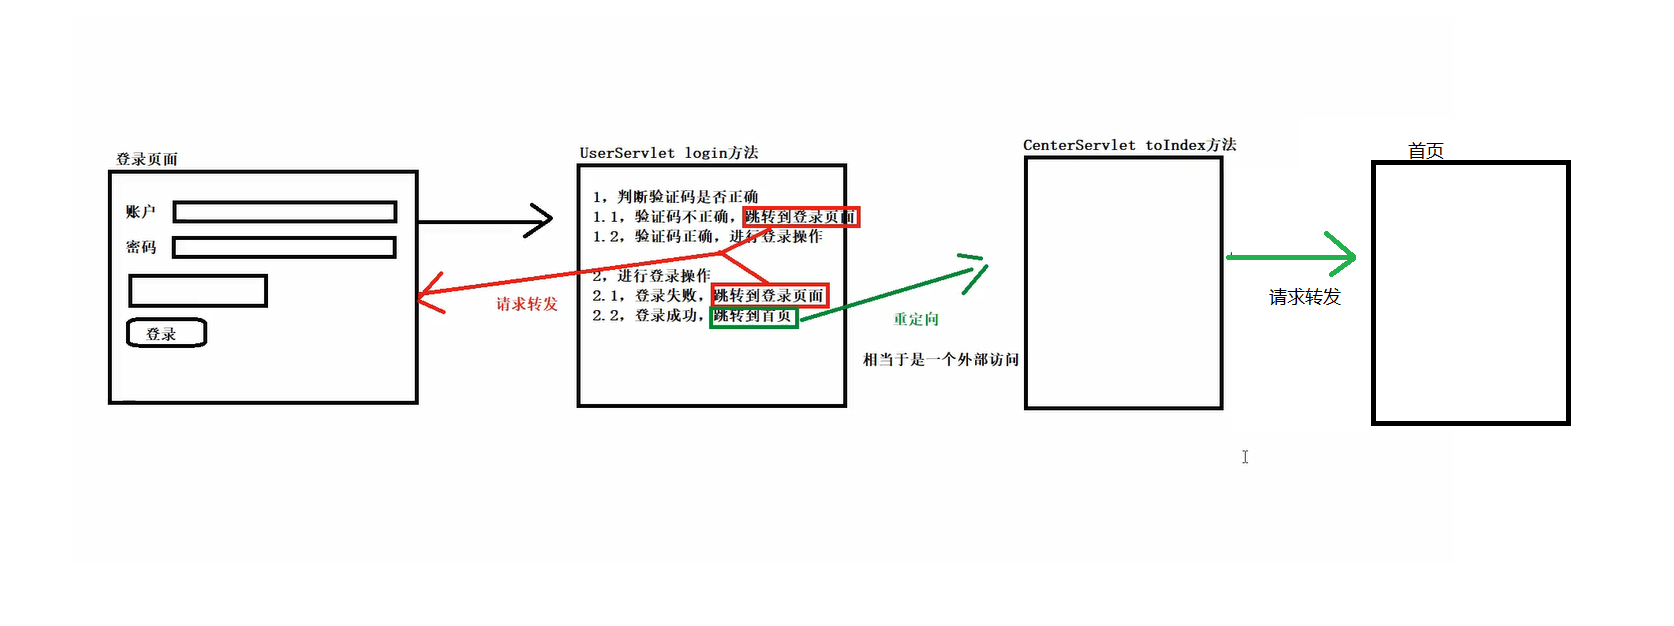 登录页面
账户
密码
登录
请求转发
UserServlet login方法
1, 判断验证码是否正确
1.1, 验证码不正确, 跳转到登录页面
1.2, 验证码正确, 进行登录操作
2, 进行登录操作
2.1, 登录失败, 跳转到登录页面
2.2, 登录成功, 跳转到首页
重定向
相当于是一个外部访问
CenterServlet toIndex方法
请求转发
首页